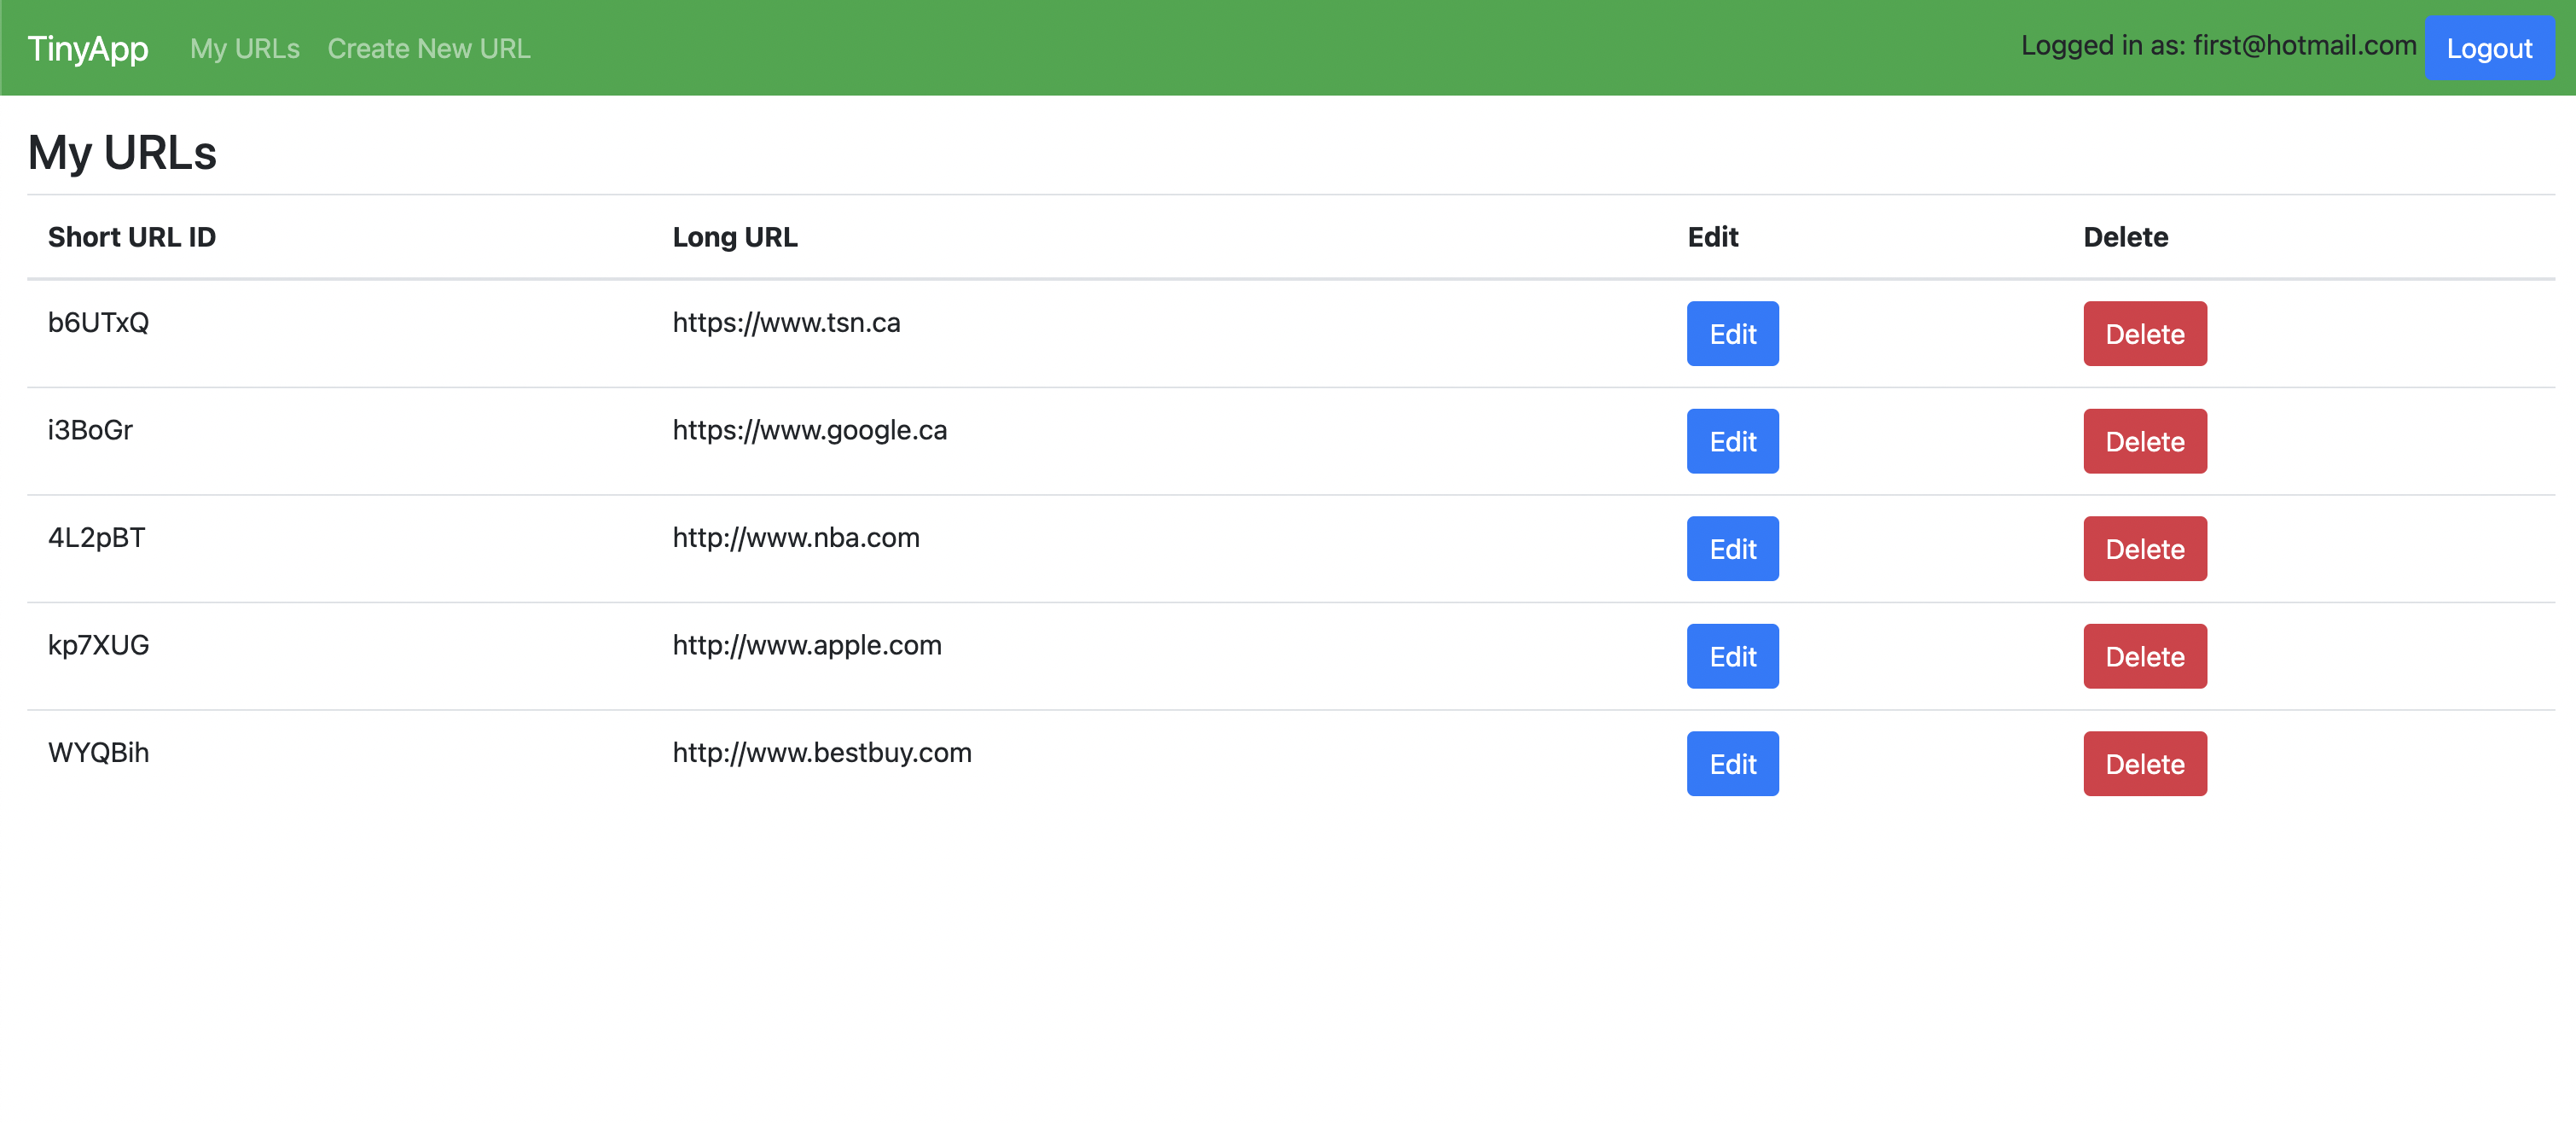 TinyApp My URLs Create New URL Logged in as: first@hotmail.com Logout
My URLs
Short URL ID Long URL Edit Delete
b6UTxQ https://www.tsn.ca Edit Delete
i3BoGr https://www.google.ca Edit Delete
4L2pBT http://www.nba.com Edit Delete
kp7XUG http://www.apple.com Edit Delete
WYQBih http://www.bestbuy.com Edit Delete